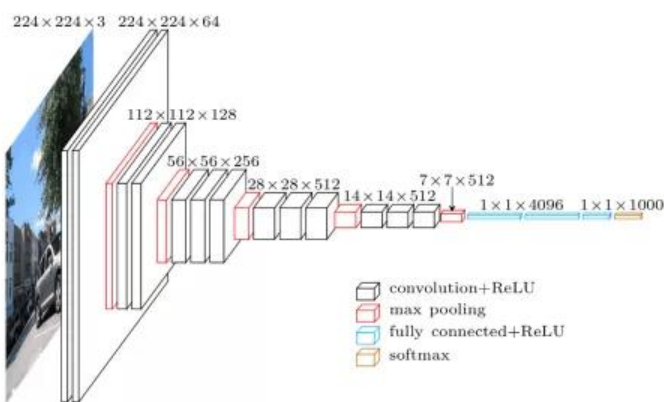 224×224×3
224×224×64
112×112×128
56×56×256
28×28×512
14×14×512
7×7×512
1×1×4096
1×1×1000
convolution+ReLU
max pooling
fully connected+ReLU
softmax